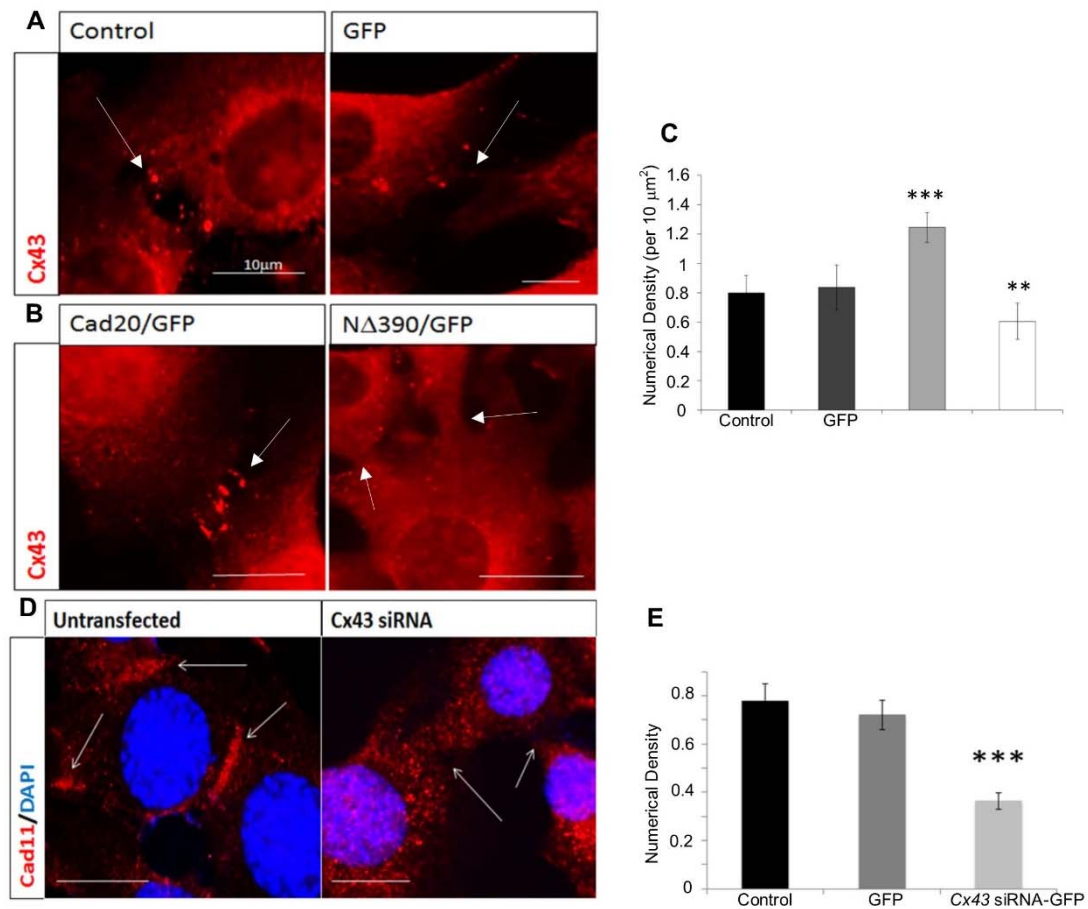 A
Control
GFP
Cx43
10μm
B
Cad20/GFP
NΔ390/GFP
Cx43
C
Numerical Density (per 10 μm²)
1.6
1.4
1.2
1
0.8
0.6
0.4
0.2
0
***
**
Control
GFP
D
Untransfected
Cx43 siRNA
Cad11/DAPI
E
Numerical Density
0.8
0.6
0.4
0.2
0
***
Control
GFP
Cx43 siRNA-GFP